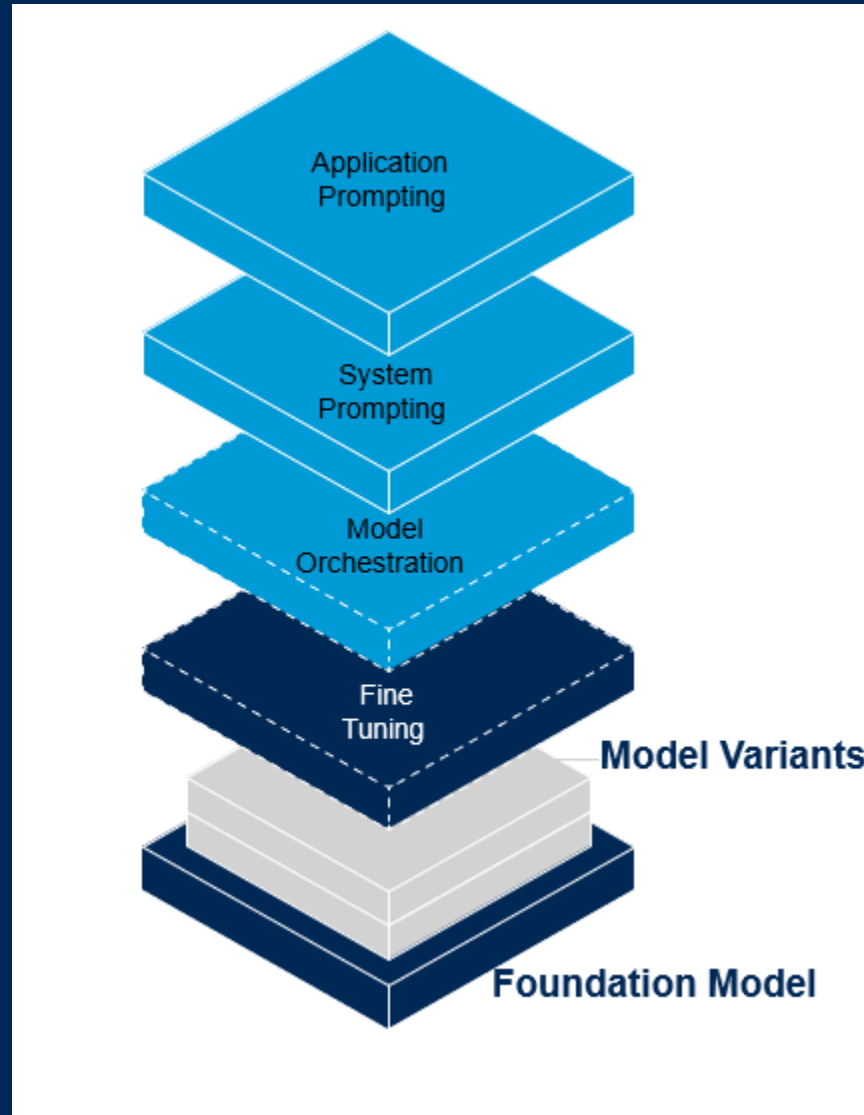 Application
Prompting
System
Prompting
Model
Orchestration
Fine
Tuning
Model Variants
Foundation Model